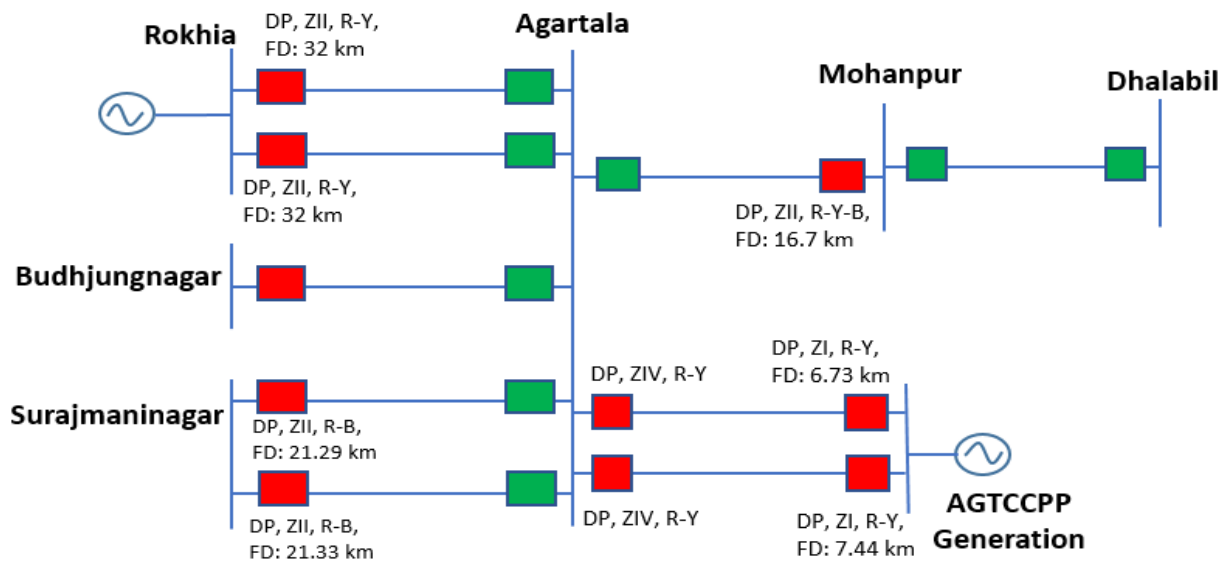 Rokhia
DP, ZII, R-Y,
FD: 32 km
Agartala
Mohanpur
Dhalabil
DP, ZII, R-Y,
FD: 32 km
DP, ZII, R-Y-B,
FD: 16.7 km
Budhjungnagar
Surajmaninagar
DP, ZII, R-B,
FD: 21.29 km
DP, ZIV, R-Y
DP, ZI, R-Y,
FD: 6.73 km
DP, ZII, R-B,
FD: 21.33 km
DP, ZIV, R-Y
DP, ZI, R-Y,
FD: 7.44 km
AGTCCPP
Generation